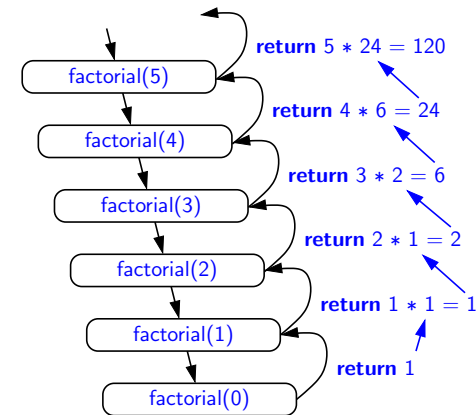 return 5 * 24 = 120
factorial(5)
return 4 * 6 = 24
factorial(4)
return 3 * 2 = 6
factorial(3)
return 2 * 1 = 2
factorial(2)
return 1 * 1 = 1
factorial(1)
return 1
factorial(0)